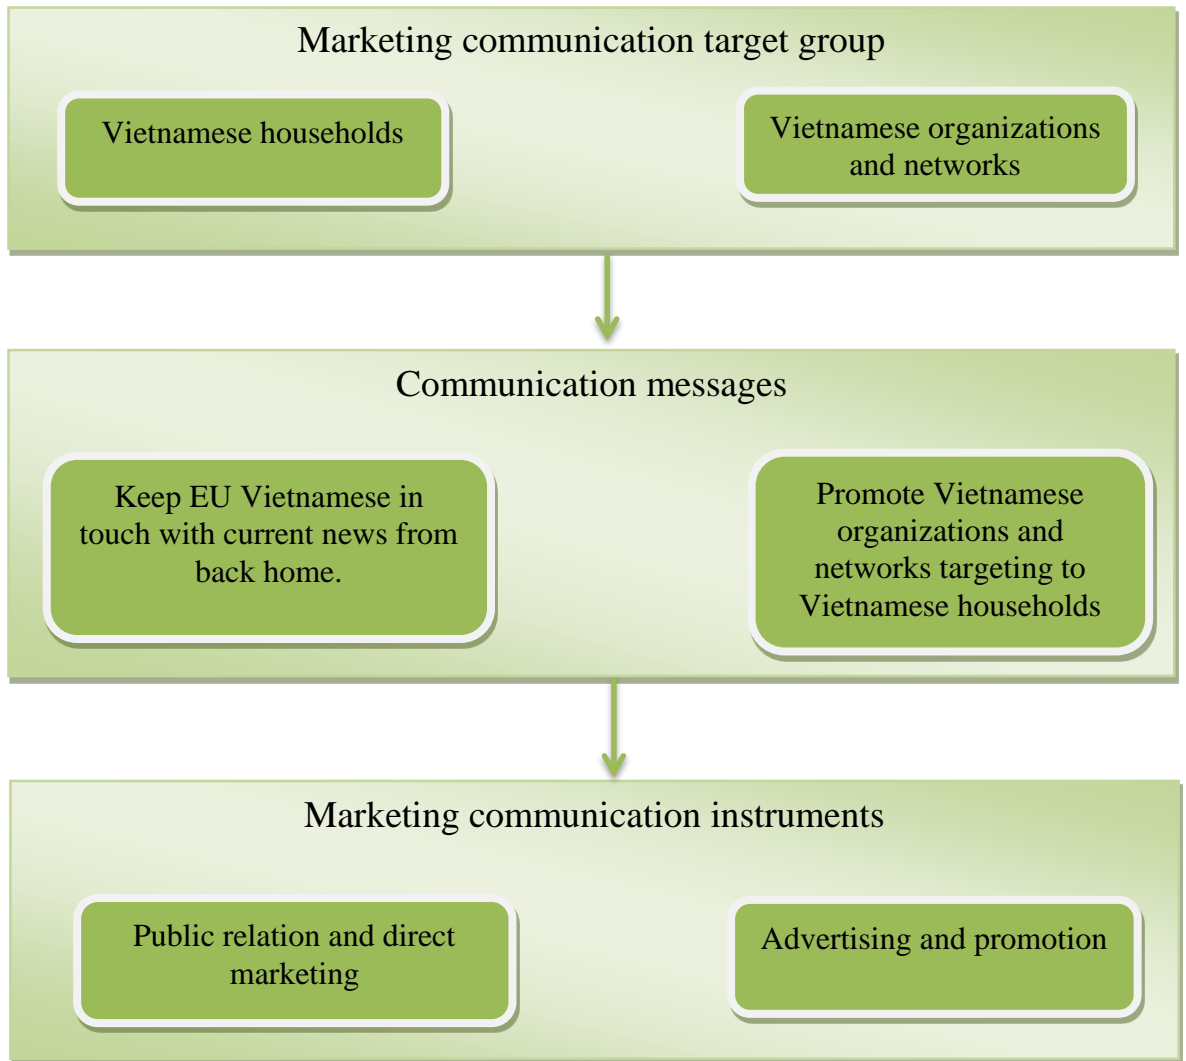 Marketing communication target group
Vietnamese households
Vietnamese organizations
and networks
Communication messages
Keep EU Vietnamese in
touch with current news from
back home.
Promote Vietnamese
organizations and
networks targeting to
Vietnamese households
Marketing communication instruments
Public relation and direct
marketing
Advertising and promotion